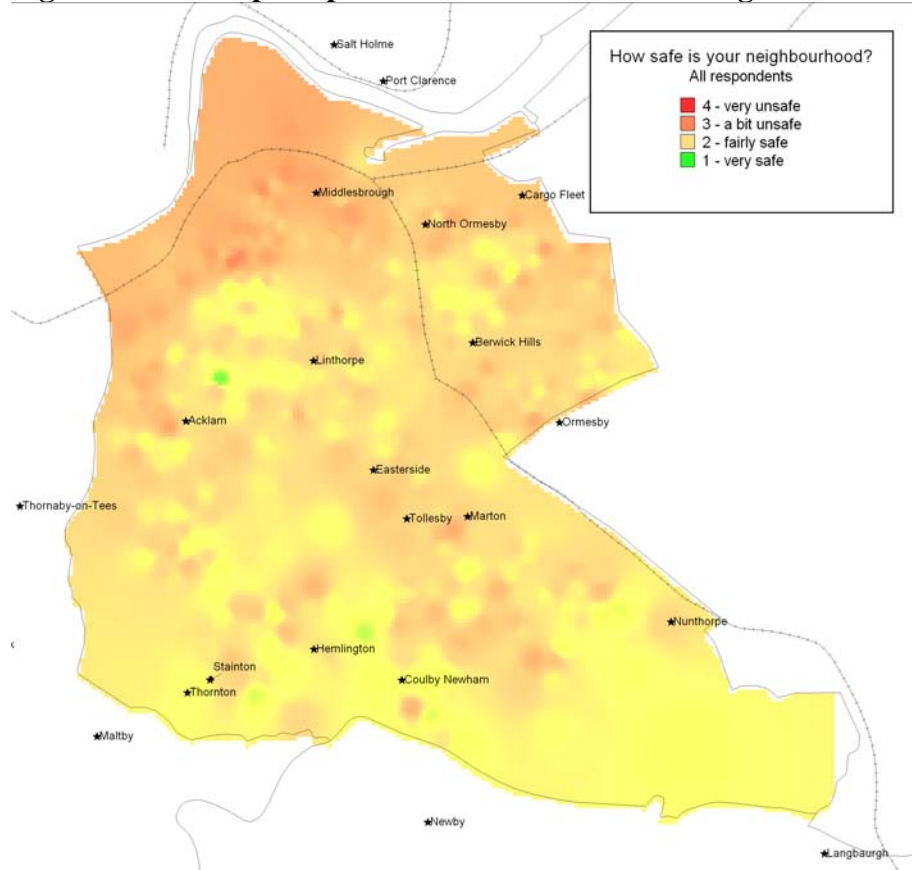 How safe is your neighbourhood?
All respondents
4 - very unsafe
3 - a bit unsafe
2 - fairly safe
1 - very safe
Salt Holme
Port Clarence
Middlesbrough
Cargo Fleet
North Ormesby
Berwick Hills
Linthorpe
Acklam
Ormesby
Easterside
Thornaby-on-Tees
Tollesby
Marton
Nunthorpe
Hemlington
Stainton
Coulby Newham
Thornton
Maltby
Newby
Langbaurgh